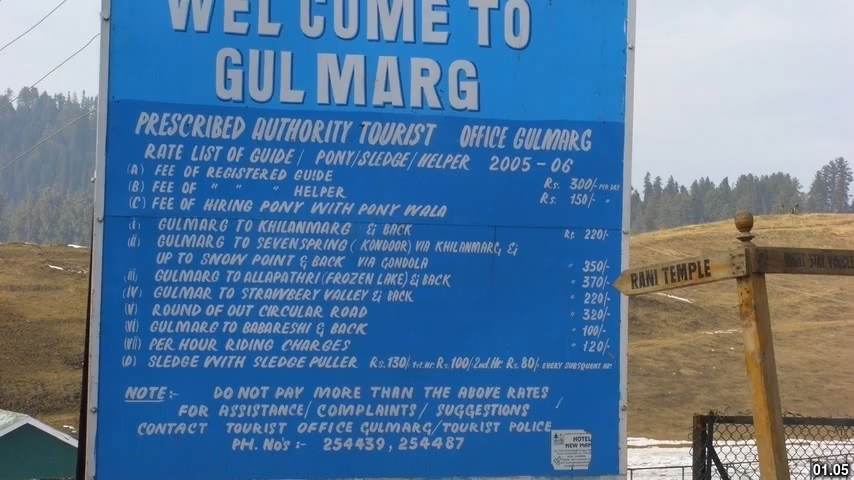 WELCOME TO
GULMARG
PRESCRIBED AUTHORITY TOURIST OFFICE GULMARG
RATE LIST OF GUIDE/ PONY/SLEDGE/HELPER 2005-06
(A) FEE OF REGISTERED GUIDE Rs. 300/- PER DAY
(B) FEE OF " " " HELPER Rs. 150/- "
(C) FEE OF HIRING PONY WITH PONY WALA
(i) GULMARG TO KHILANMARG & BACK Rs. 220/-
(ii) GULMARG TO SEVENSPRING (KONDOOR) VIA KHILANMARG &
UP TO SNOW POINT & BACK VIA GONDOLA " 350/-
(iii) GULMARG TO ALLAPATHRI (FROZEN LAKE) & BACK " 370/-
(iv) GULMAR TO STRAWBERY VALLEY & BACK " 220/-
(v) ROUND OF OUT CIRCULAR ROAD " 320/-
(vi) GULMARG TO BABARESHI & BACK " 100/-
(vii) PER HOUR RIDING CHARGES " 120/-
(D) SLEDGE WITH SLEDGE PULLER Rs. 130/- 1st. Hr. Rs. 100/2nd Hr. Rs. 80/- EVERY SUBSQUENT Hr.
NOTE:- DO NOT PAY MORE THAN THE ABOVE RATES
FOR ASSISTANCE/ COMPLAINTS/ SUGGESTIONS /
CONTACT TOURIST OFFICE GULMARG/TOURIST POLICE
PH. No's:- 254439, 254487
HOTEL
RANI TEMPLE
01.05